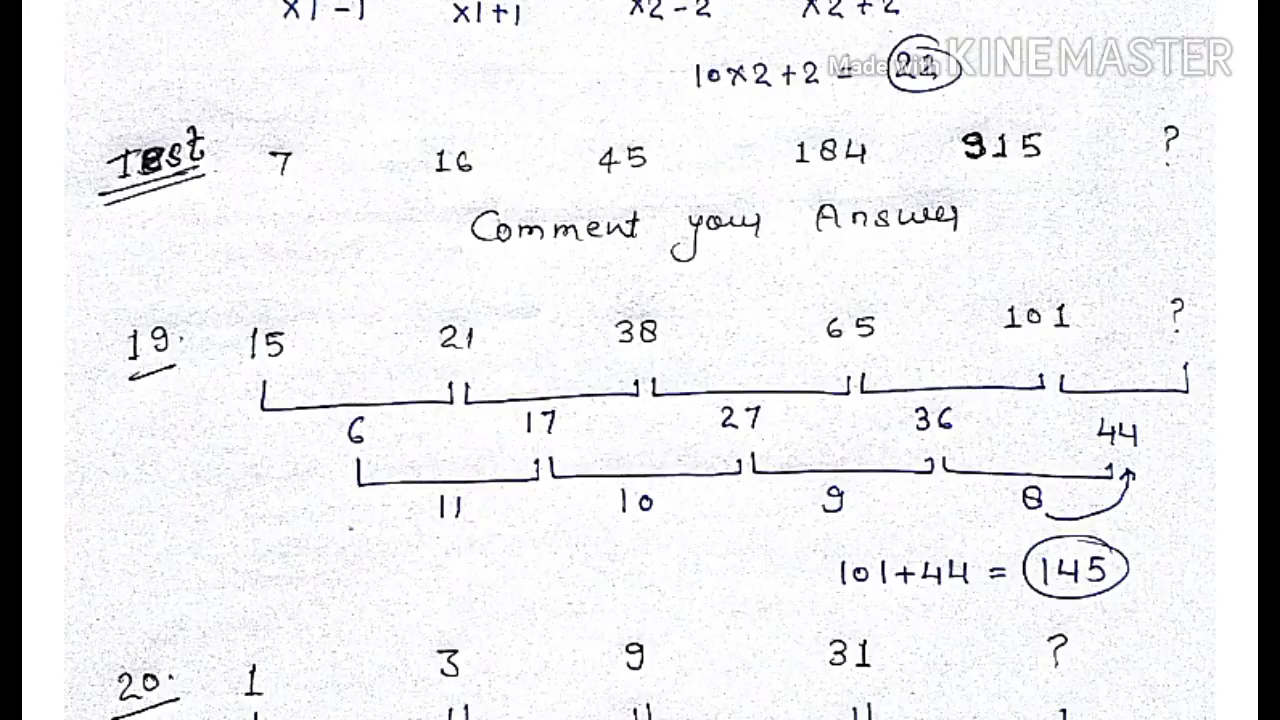 x1-1 x1+1 x2-2 x2+2
10x2+2 = 22
Made with KINEMASTER
Test 7 16 45 184 915 ?
Comment your Answer
19. 15 21 38 65 101 ?
6 17 27 36 44
11 10 9 8
101+44 = 145
20. 1 3 9 31 ?